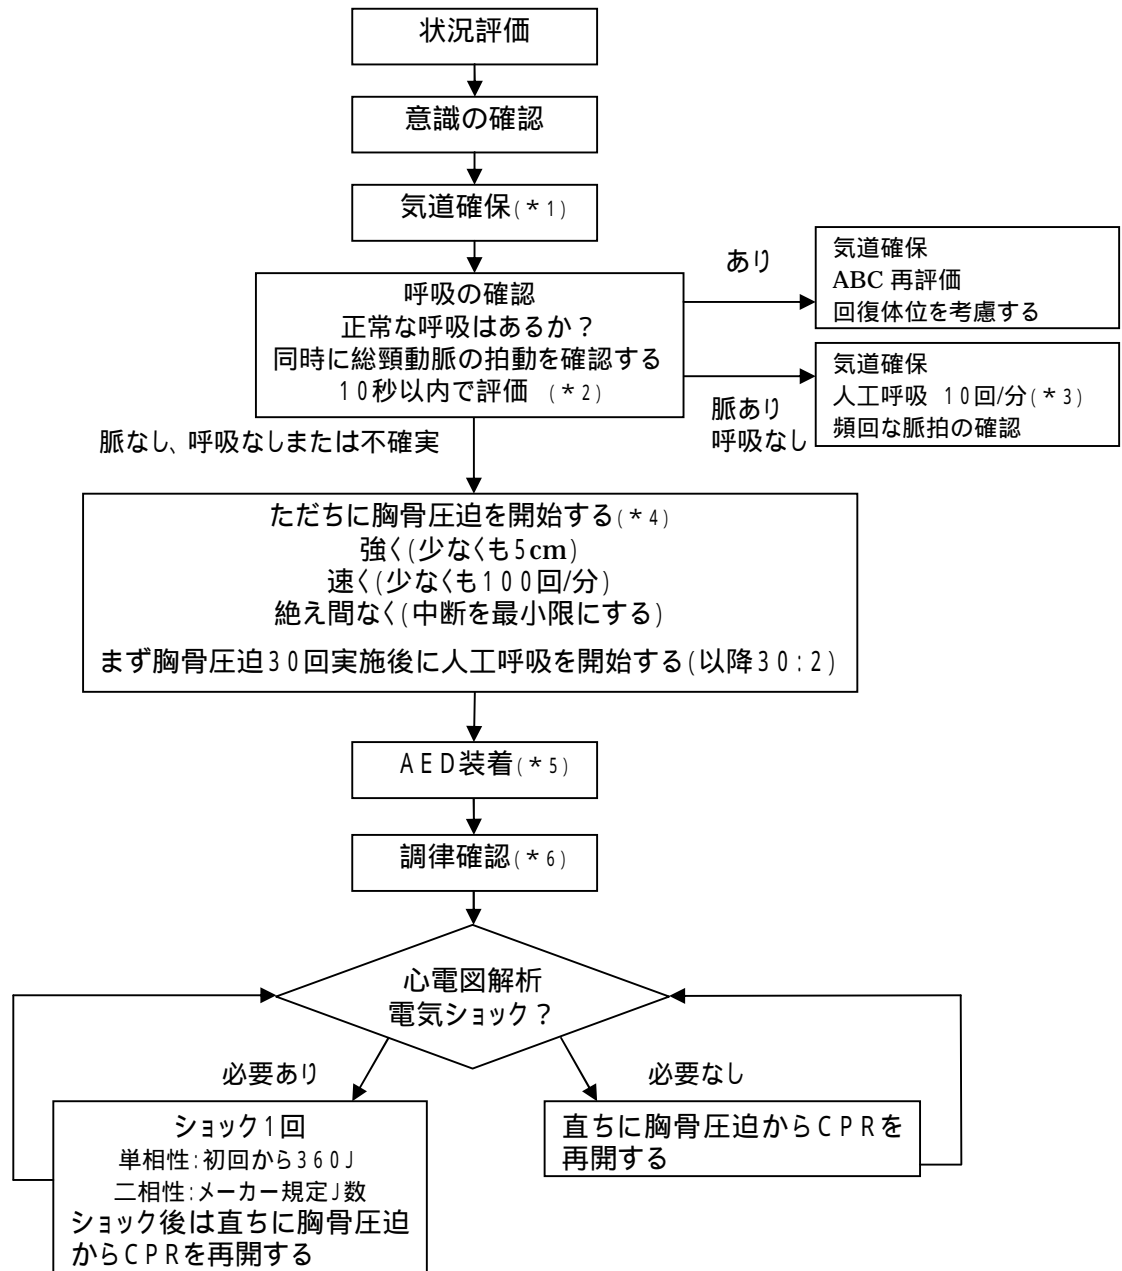 状況評価
意識の確認
気道確保(*1)
呼吸の確認
正常な呼吸はあるか?
同時に総頸動脈の拍動を確認する
10秒以内で評価 (*2)
あり
気道確保
ABC 再評価
回復体位を考慮する
脈あり
呼吸なし
気道確保
人工呼吸 10回/分(*3)
頻回な脈拍の確認
脈なし、呼吸なしまたは不確実
ただちに胸骨圧迫を開始する(*4)
強く(少なくも5cm)
速く(少なくも100回/分)
絶え間なく(中断を最小限にする)
まず胸骨圧迫30回実施後に人工呼吸を開始する(以降30:2)
AED装着(*5)
調律確認(*6)
心電図解析
電気ショック?
必要あり
必要なし
ショック1回
単相性:初回から360J
二相性:メーカー規定J数
ショック後は直ちに胸骨圧迫
からCPRを再開する
直ちに胸骨圧迫からCPRを
再開する